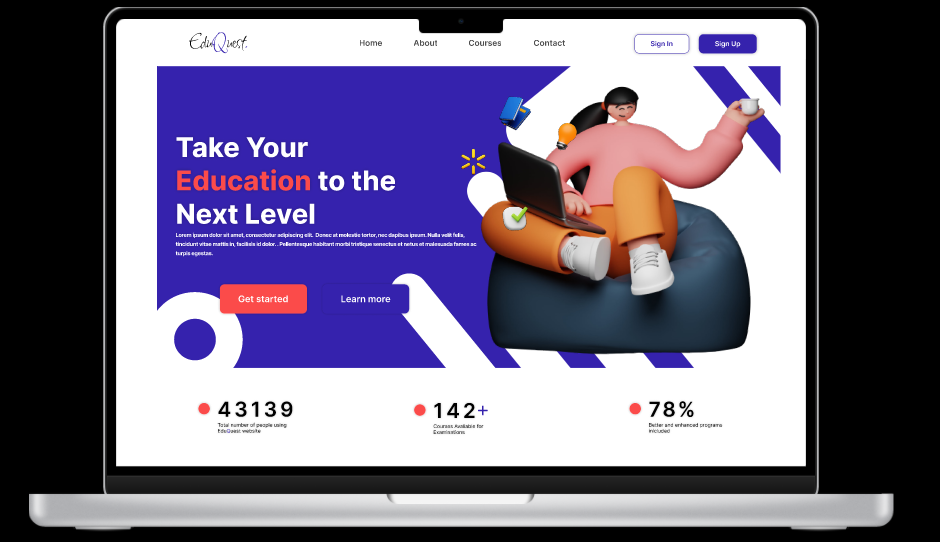 EduQuest.
Home About Courses Contact Sign In Sign Up
Take Your
Education to the
Next Level
Lorem ipsum dolor sit amet, consectetur adipiscing elit. Donec at molestie tortor, nec dapibus ipsum. Nulla velit felis,
tincidunt vitae mattis in, facilisis id dolor. . Pellentesque habitant morbi tristique senectus et netus et malesuada fames ac
turpis egestas.
Get started Learn more
43139
Total number of people using
EduQuest website
142+
Courses Available for
Examinations
78%
Better and enhanced programs
included